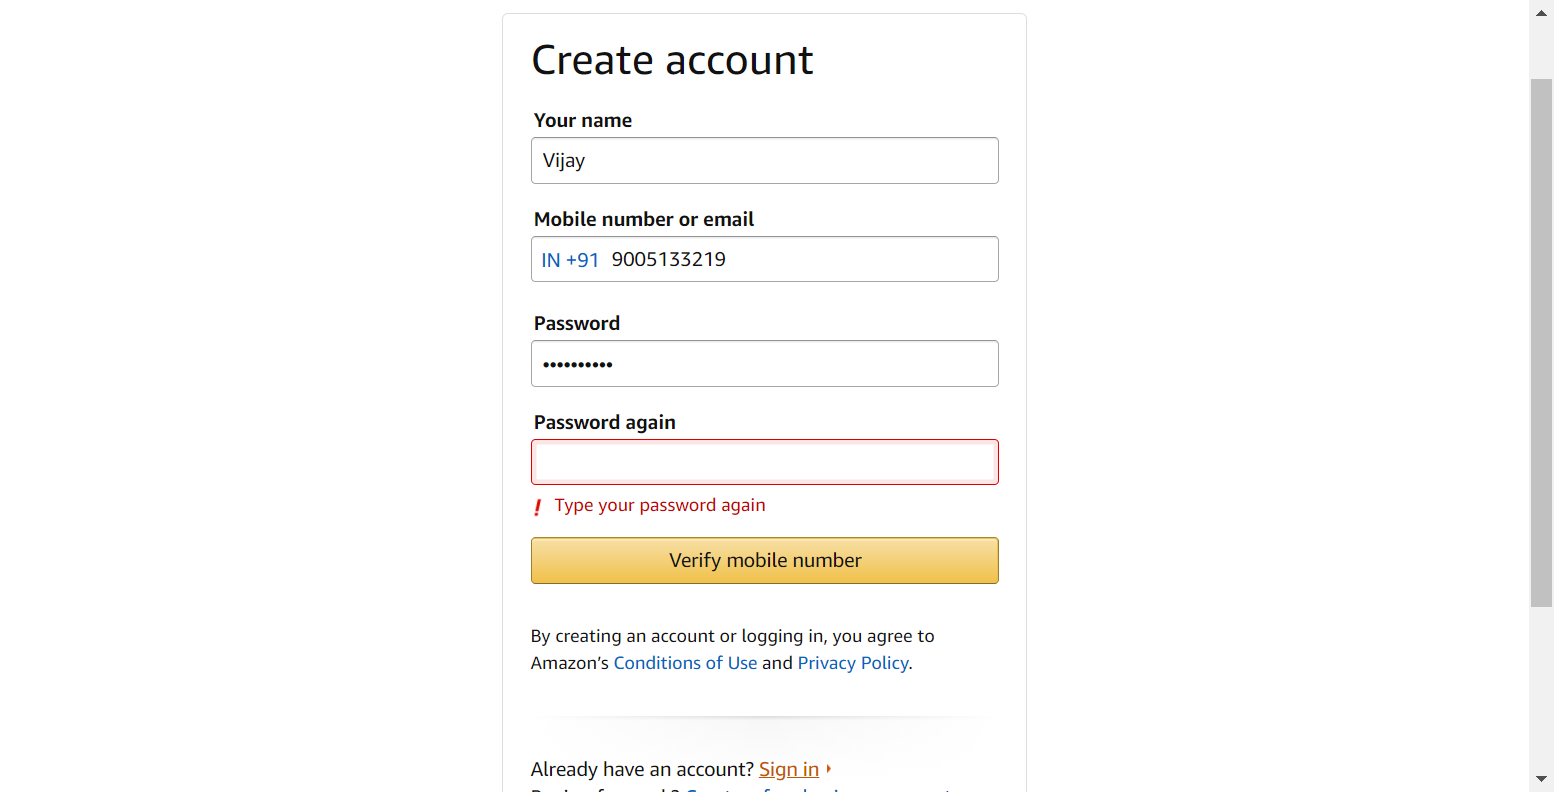 Create account
Your name
Vijay
Mobile number or email
IN +91 9005133219
Password
••••••••••
Password again
! Type your password again
Verify mobile number
By creating an account or logging in, you agree to
Amazon's Conditions of Use and Privacy Policy.
Already have an account? Sign in